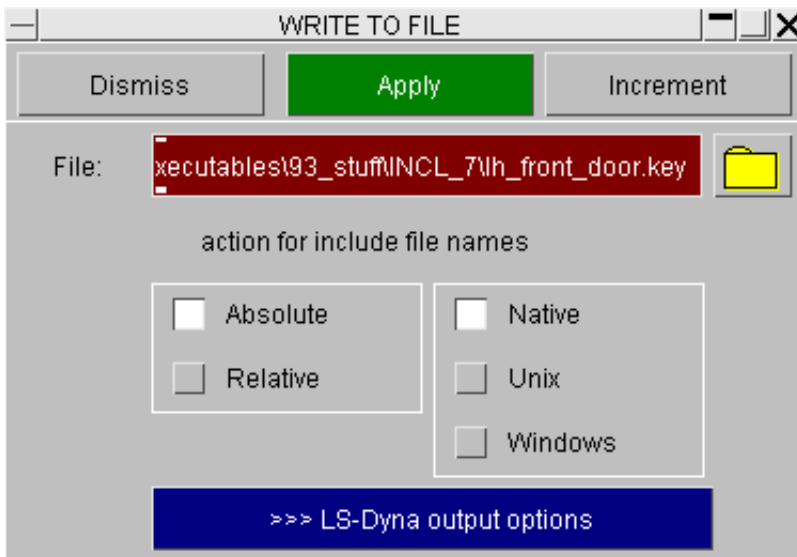 WRITE TO FILE
Dismiss Apply Increment
File: xecutables\93_stuff\INCL_7\lh_front_door.key
action for include file names
Absolute Native
Relative Unix
Windows
>>> LS-Dyna output options